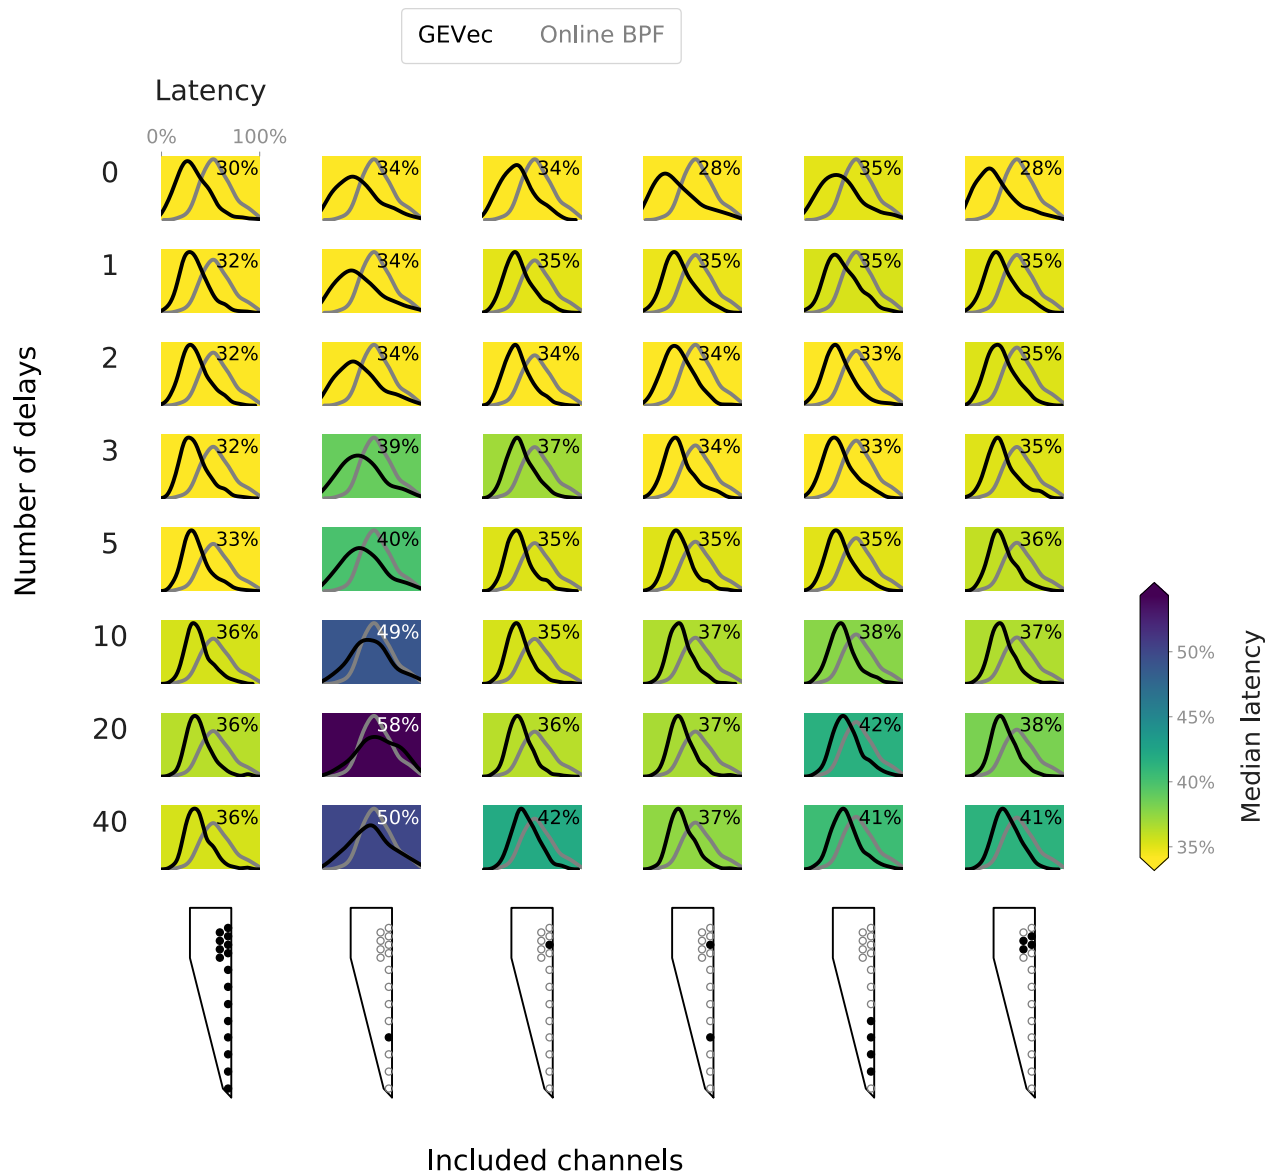 GEVec Online BPF
Latency
0% 100%
0 30% 34% 34% 28% 35% 28%
1 32% 34% 35% 35% 35% 35%
2 32% 34% 34% 34% 33% 35%
3 32% 39% 37% 34% 33% 35%
5 33% 40% 35% 35% 35% 36%
10 36% 49% 35% 37% 38% 37%
20 36% 58% 36% 37% 42% 38%
40 36% 50% 42% 37% 41% 41%
Number of delays
50%
45%
40%
35%
Median latency
Included channels